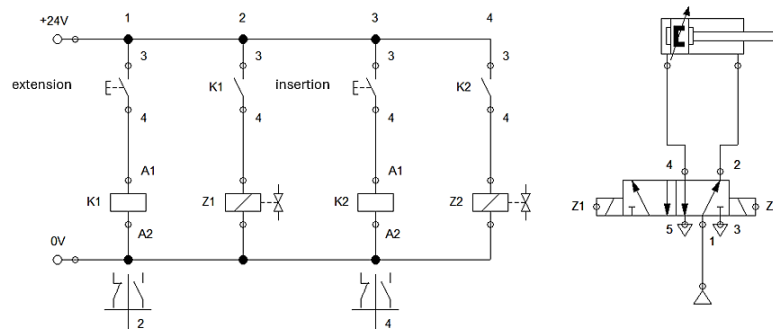 1 2 3 4
+24V
3 3 3 3
extension K1 insertion K2
4 4 4 4
A1 A1
K1 Z1 K2 Z2
A2 A2
0V
2 4
4 2
Z1 Z
5 1 3